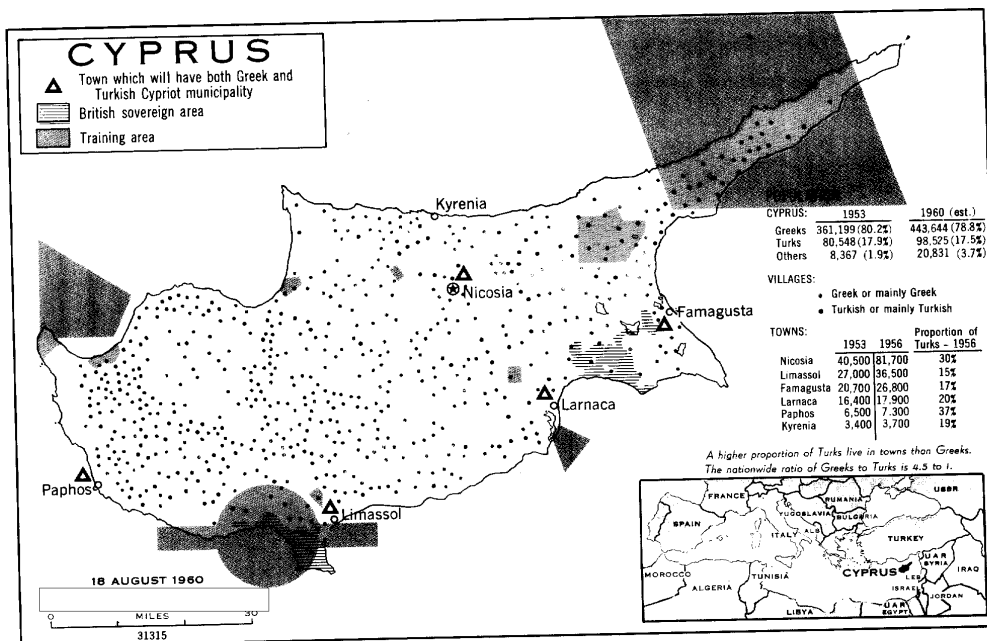 CYPRUS
Town which will have both Greek and
Turkish Cypriot municipality
British sovereign area
Training area
Kyrenia
Nicosia
Famagusta
Larnaca
Paphos
Limassol
CYPRUS: 1953 1960 (est.)
Greeks 361,199 (80.2%) 443,644 (78.8%)
Turks 80,548 (17.9%) 98,525 (17.5%)
Others 8,367 (1.9%) 20,831 (3.7%)
VILLAGES:
Greek or mainly Greek
Turkish or mainly Turkish
TOWNS: 1953 1956 Proportion of
Turks - 1956
Nicosia 40,500 81,700 30%
Limassol 27,000 36,500 15%
Famagusta 20,700 26,800 17%
Larnaca 16,400 17,900 20%
Paphos 6,500 7,300 37%
Kyrenia 3,400 3,700 19%
A higher proportion of Turks live in towns than Greeks.
The nationwide ratio of Greeks to Turks is 4.5 to 1.
FRANCE
RUMANIA
USSR
YUGOSLAVIA
BULGARIA
SPAIN
ITALY
ALB
TURKEY
CYPRUS
UAR
SYRIA
IRAQ
LEB
ISRAEL
JORDAN
MOROCCO
ALGERIA
TUNISIA
LIBYA
UAR
EGYPT
18 AUGUST 1960
0 MILES 30
31315